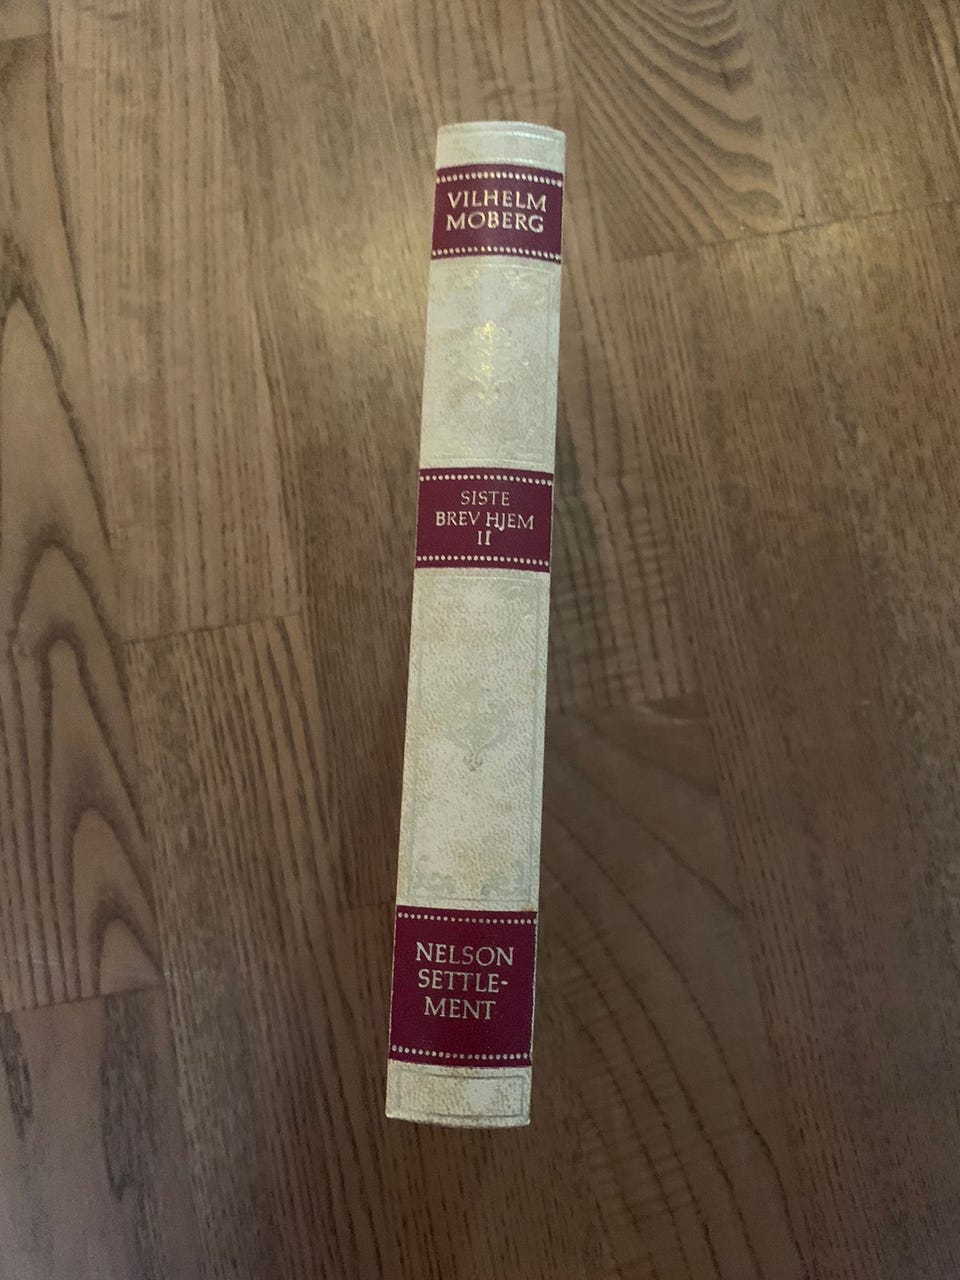 VILHELM
MOBERG
SISTE
BREV HJEM
II
NELSON
SETTLE-
MENT